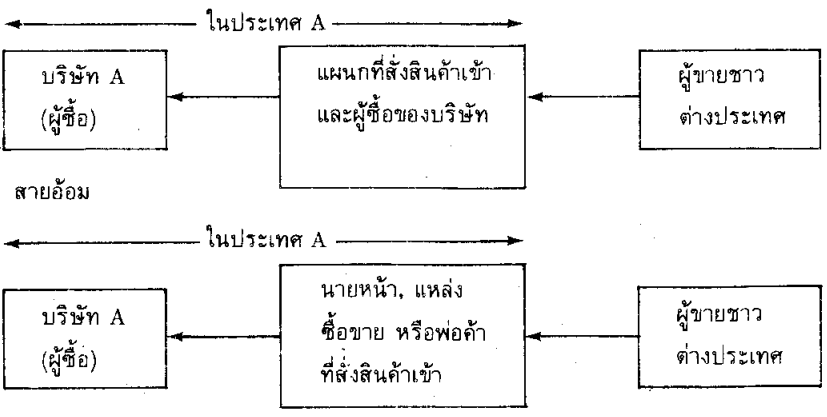 ในประเทศ A
บริษัท A
(ผู้ซื้อ)
แผนกที่สั่งสินค้าเข้า
และผู้ซื้อของบริษัท
ผู้ขายชาว
ต่างประเทศ
สายอ้อม
ในประเทศ A
บริษัท A
(ผู้ซื้อ)
นายหน้า, แหล่ง
ซื้อขาย หรือพ่อค้า
ที่สั่งสินค้าเข้า
ผู้ขายชาว
ต่างประเทศ